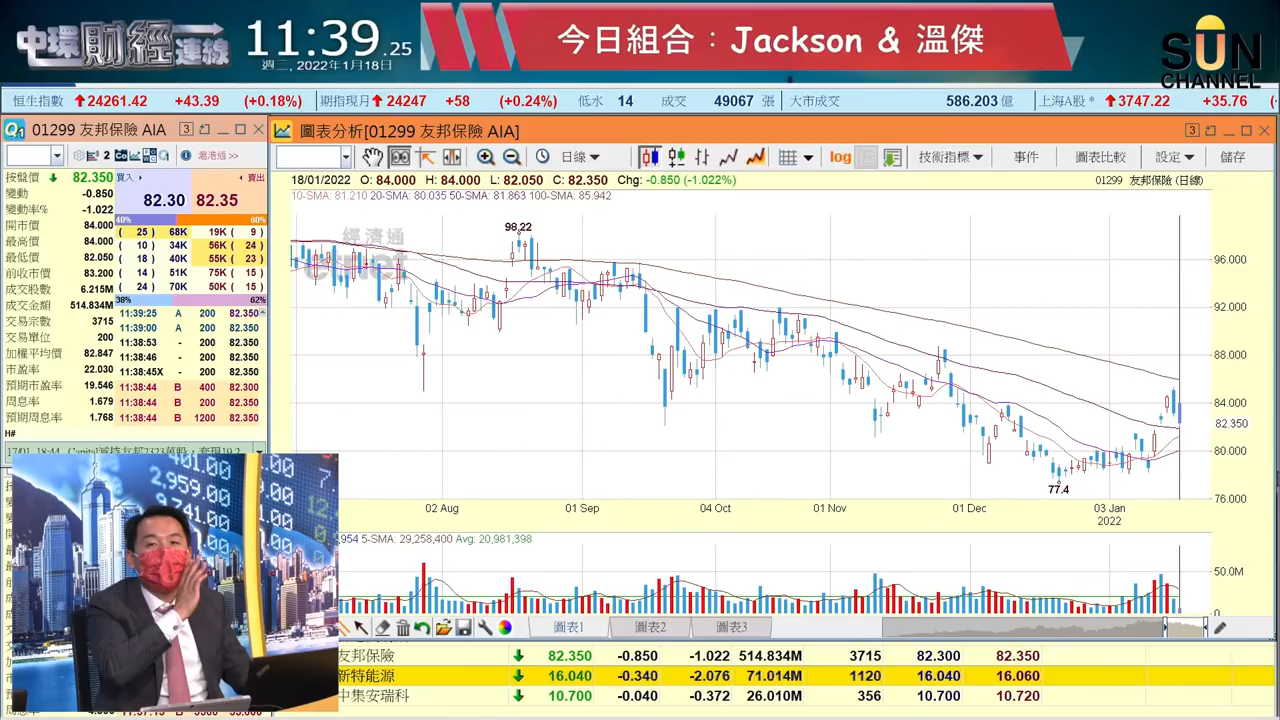 中環財經連線
11:39.25
週二, 2022年1月18日
今日組合：Jackson & 溫傑
SUN
CHANNEL
恒生指數 24261.42 +43.39 (+0.18%) 期指現月 24247 +58 (+0.24%) 低水 14 成交 49067 張 大市成交 586.203 億 上海A股 * 3747.22 +35.76
01299 友邦保險 AIA 3
圖表分析[01299 友邦保險 AIA] 3
2 滬港通 >>
日線 log 技術指標 事件 圖表比較 設定 儲存
按盤價 82.350
變動 -0.850
變動率% -1.022
開市價 84.000
最高價 84.000
最低價 82.050
前收市價 83.200
成交股數 6.215M
成交金額 514.834M
交易宗數 3715
交易單位 200
加權平均價 82.847
市盈率 22.030
預期市盈率 19.546
周息率 1.679
預期周息率 1.768
H#
買入 賣出
82.30 82.35
40% 60%
( 25 ) 68K 19K ( 9 )
( 10 ) 34K 56K ( 24 )
( 18 ) 40K 55K ( 23 )
( 14 ) 51K 75K ( 15 )
( 24 ) 70K 50K ( 15 )
38% 62%
11:39:25 A 200 82.350
11:39:00 A 200 82.350
11:38:53 - 200 82.350
11:38:46 - 200 82.350
11:38:45X - 200 82.350
11:38:44 B 400 82.300
11:38:44 B 200 82.350
11:38:44 B 1200 82.350
18/01/2022 O: 84.000 H: 84.000 L: 82.050 C: 82.350 Chg: -0.850 (-1.022%) 01299 友邦保險 (日線)
10-SMA: 81.210 20-SMA: 80.035 50-SMA: 81.863 100-SMA: 85.942
經濟通
etnet
98.22
77.4
96.000
92.000
88.000
84.000
82.350
80.000
76.000
02 Aug 01 Sep 04 Oct 01 Nov 01 Dec 03 Jan
2022
954 5-SMA: 29,258,400 Avg: 20,981,398
50.0M
0
圖表1 圖表2 圖表3
401.00
2,959.00
9,741.00
友邦保險 82.350 -0.850 -1.022 514.834M 3715 82.300 82.350
新特能源 16.040 -0.340 -2.076 71.014M 1120 16.040 16.060
中集安瑞科 10.700 -0.040 -0.372 26.010M 356 10.700 10.720